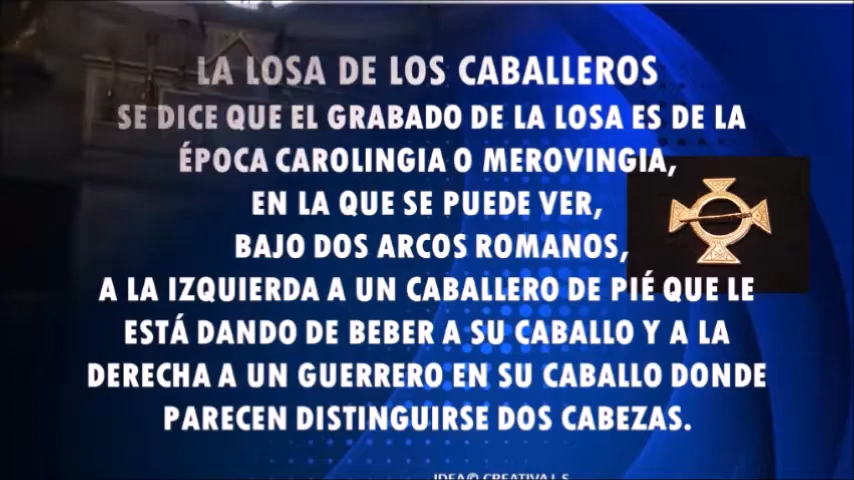 LA LOSA DE LOS CABALLEROS
SE DICE QUE EL GRABADO DE LA LOSA ES DE LA
ÉPOCA CAROLINGIA O MEROVINGIA,
EN LA QUE SE PUEDE VER,
BAJO DOS ARCOS ROMANOS,
A LA IZQUIERDA A UN CABALLERO DE PIÉ QUE LE
ESTÁ DANDO DE BEBER A SU CABALLO Y A LA
DERECHA A UN GUERRERO EN SU CABALLO DONDE
PARECEN DISTINGUIRSE DOS CABEZAS.
IDEA© CREATIVA L.S